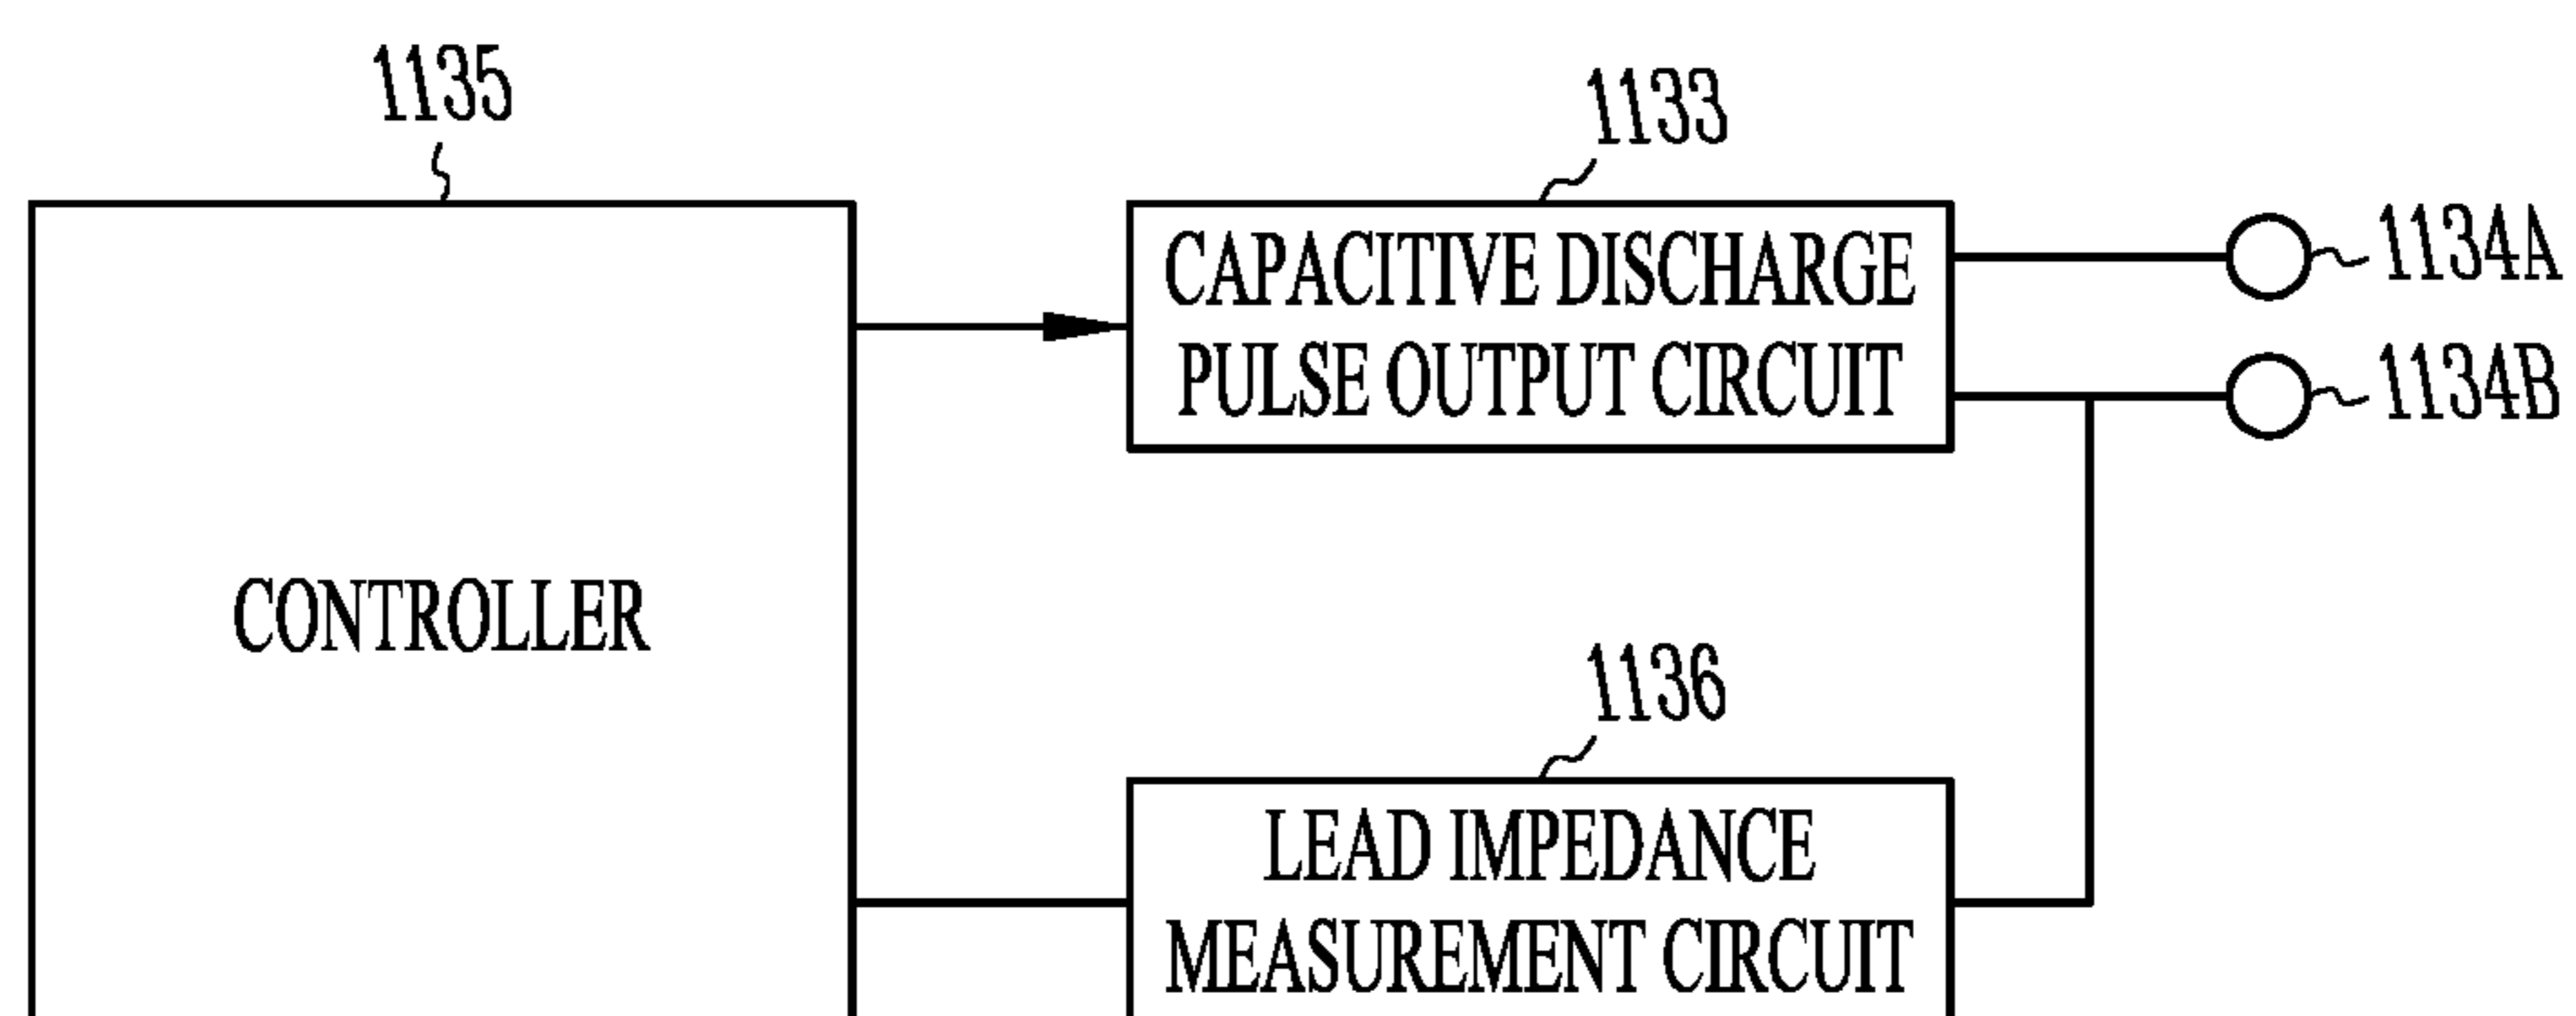 1135
1133
CAPACITIVE DISCHARGE
PULSE OUTPUT CIRCUIT
1134A
1134B
CONTROLLER
1136
LEAD IMPEDANCE
MEASUREMENT CIRCUIT